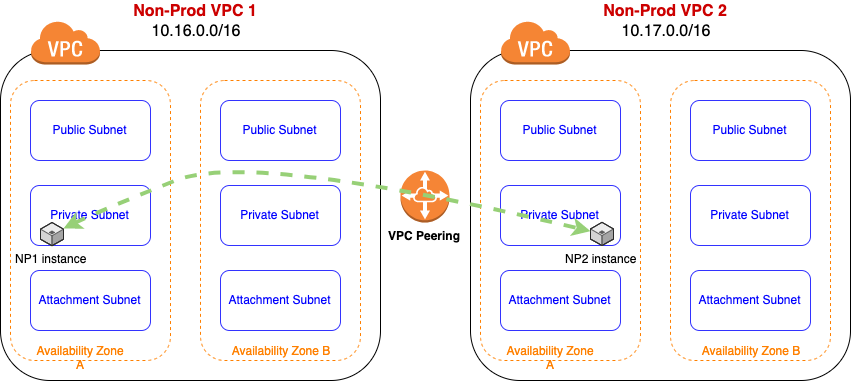 Non-Prod VPC 1
10.16.0.0/16
VPC
Public Subnet
Public Subnet
Private Subnet
Private Subnet
NP1 instance
Attachment Subnet
Attachment Subnet
Availability Zone
A
Availability Zone B
VPC Peering
Non-Prod VPC 2
10.17.0.0/16
VPC
Public Subnet
Public Subnet
Private Subnet
Private Subnet
NP2 instance
Attachment Subnet
Attachment Subnet
Availability Zone
A
Availability Zone B